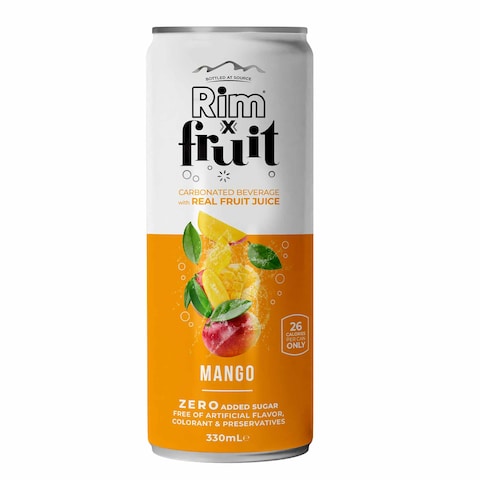 BOTTLED AT SOURCE
Rim
x
fruit
CARBONATED BEVERAGE
with REAL FRUIT JUICE
26
CALORIES
PER CAN
ONLY
MANGO
ZERO ADDED SUGAR
FREE OF ARTIFICIAL FLAVOR,
COLORANT & PRESERVATIVES
330mLe